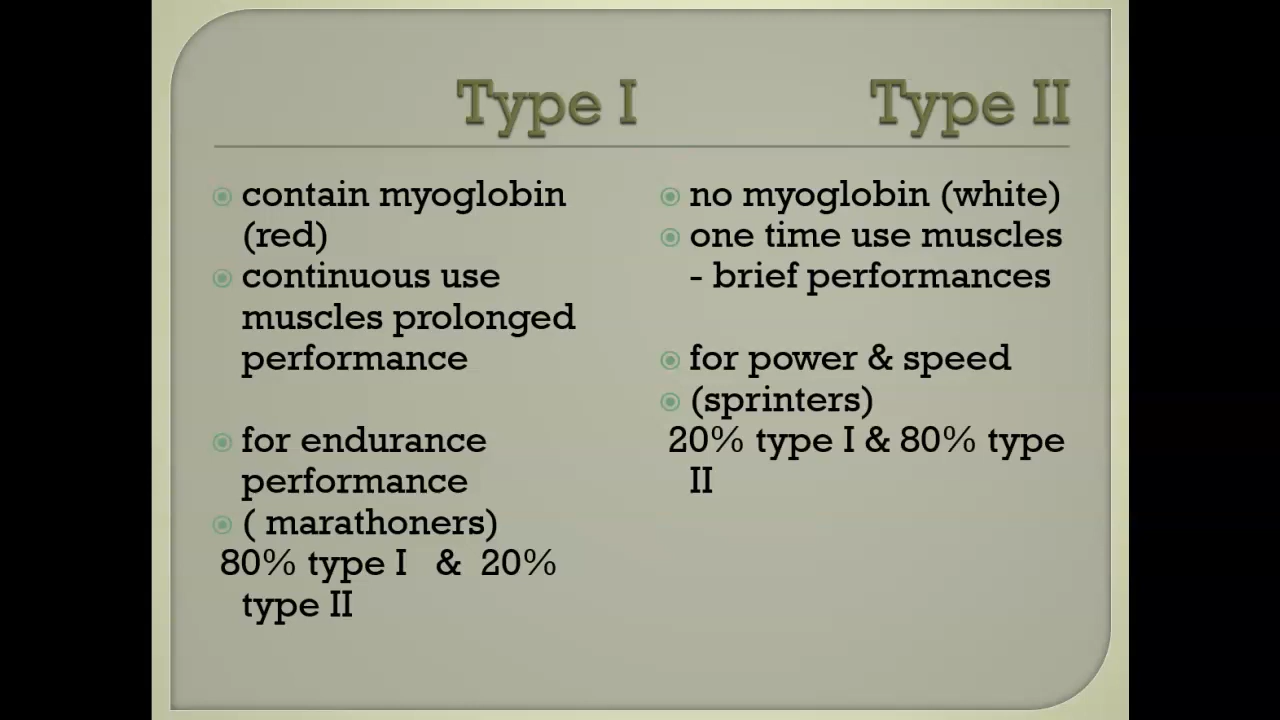 Type I
Type II
contain myoglobin
(red)
continuous use
muscles prolonged
performance
for endurance
performance
( marathoners)
80% type I & 20%
type II
no myoglobin (white)
one time use muscles
- brief performances
for power & speed
(sprinters)
20% type I & 80% type
II